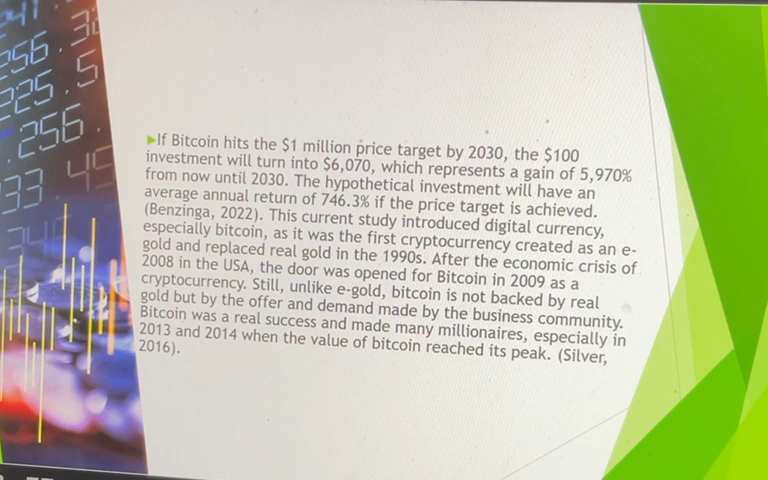 If Bitcoin hits the $1 million price target by 2030, the $100
investment will turn into $6,070, which represents a gain of 5,970%
from now until 2030. The hypothetical investment will have an
average annual return of 746.3% if the price target is achieved.
(Benzinga, 2022). This current study introduced digital currency,
especially bitcoin, as it was the first cryptocurrency created as an e-
gold and replaced real gold in the 1990s. After the economic crisis of
2008 in the USA, the door was opened for Bitcoin in 2009 as a
cryptocurrency. Still, unlike e-gold, bitcoin is not backed by real
gold but by the offer and demand made by the business community.
Bitcoin was a real success and made many millionaires, especially in
2013 and 2014 when the value of bitcoin reached its peak. (Silver,
2016).